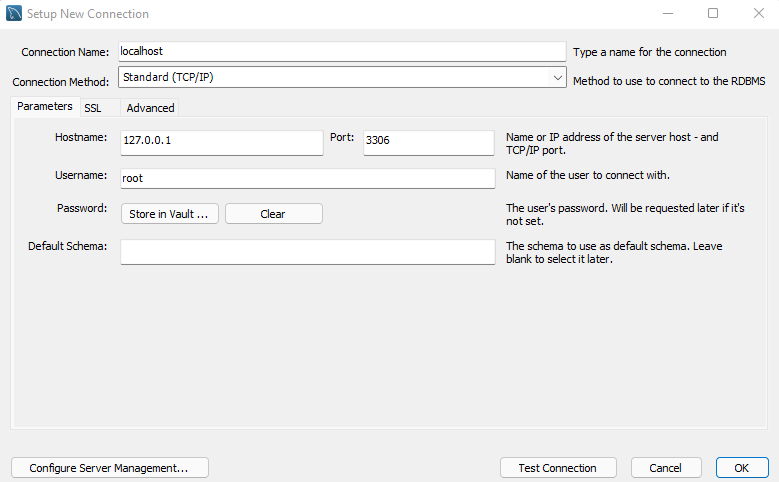 Setup New Connection
Connection Name: localhost Type a name for the connection
Connection Method: Standard (TCP/IP) Method to use to connect to the RDBMS
Parameters SSL Advanced
Hostname: 127.0.0.1 Port: 3306 Name or IP address of the server host - and
TCP/IP port.
Username: root Name of the user to connect with.
Password: Store in Vault ... Clear The user's password. Will be requested later if it's
not set.
Default Schema: The schema to use as default schema. Leave
blank to select it later.
Configure Server Management... Test Connection Cancel OK